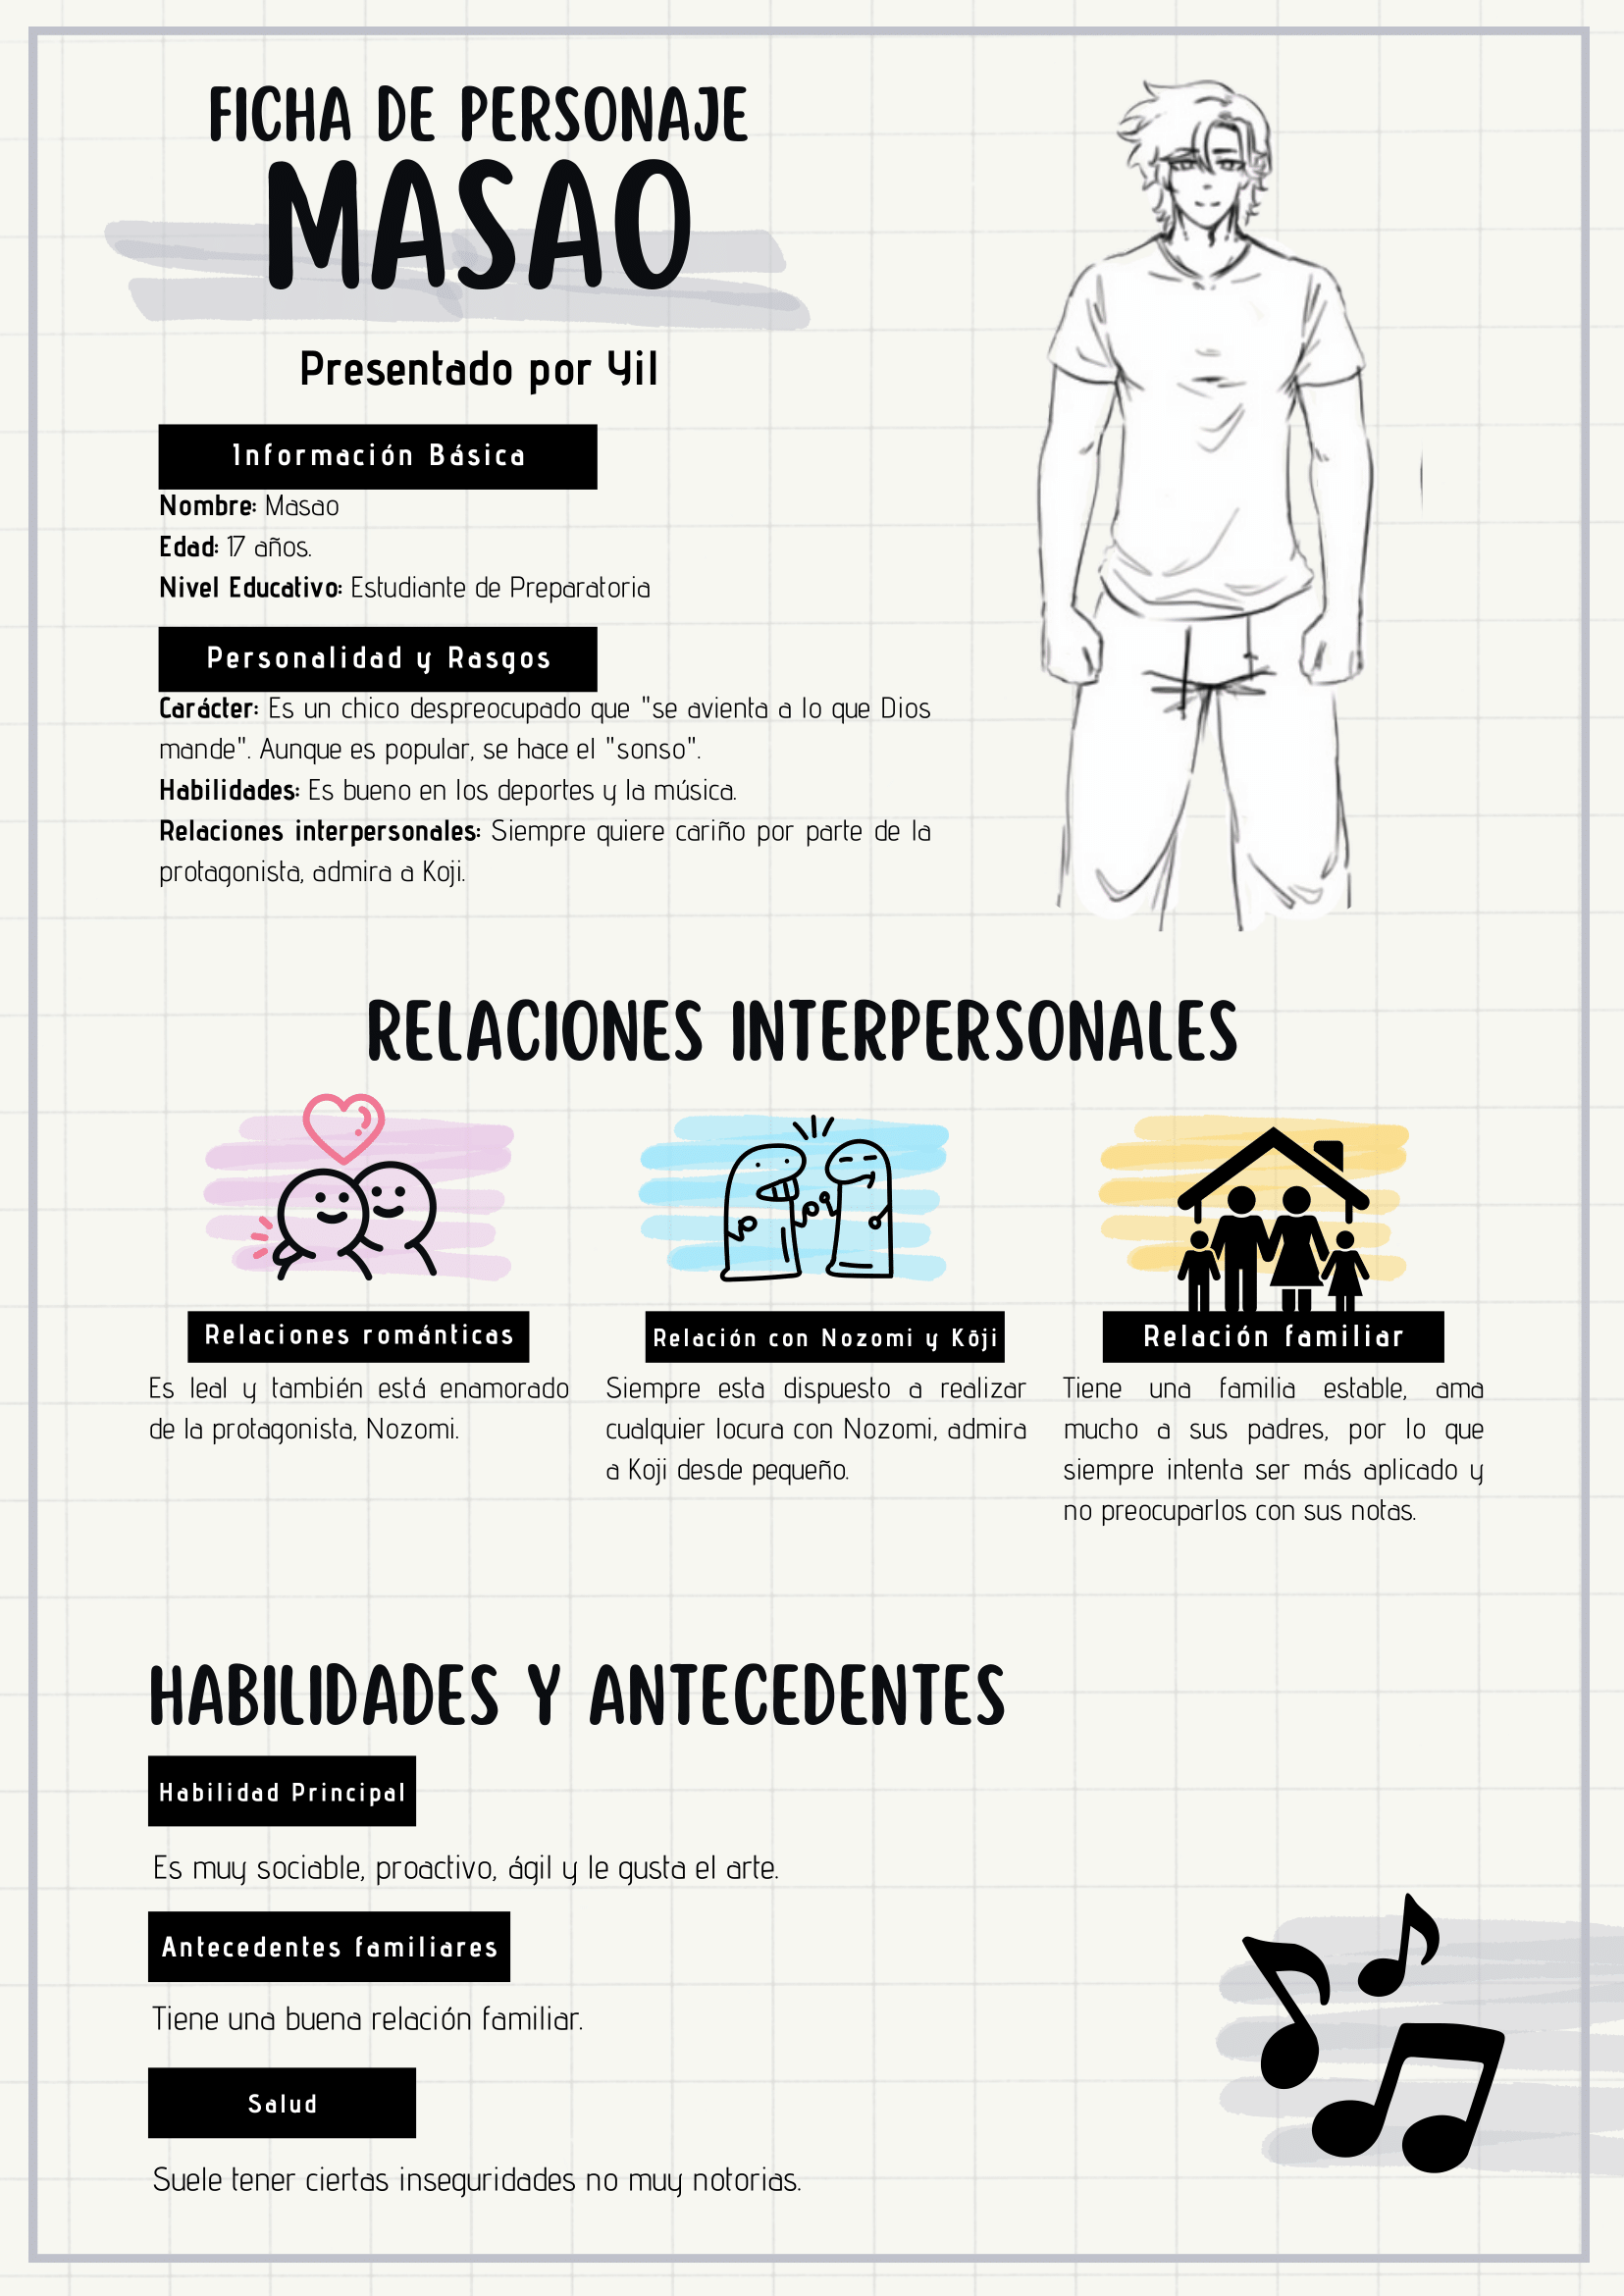 FICHA DE PERSONAJE
MASAO
Presentado por Yil
Información Básica
Nombre: Masao
Edad: 17 años.
Nivel Educativo: Estudiante de Preparatoria
Personalidad y Rasgos
Carácter: Es un chico despreocupado que "se avienta a lo que Dios
mande". Aunque es popular, se hace el "sonso".
Habilidades: Es bueno en los deportes y la música.
Relaciones interpersonales: Siempre quiere cariño por parte de la
protagonista, admira a Koji.
RELACIONES INTERPERSONALES
Relaciones románticas
Es leal y también está enamorado
de la protagonista, Nozomi.
Relación con Nozomi y Kōji
Siempre esta dispuesto a realizar
cualquier locura con Nozomi, admira
a Koji desde pequeño.
Relación familiar
Tiene una familia estable, ama
mucho a sus padres, por lo que
siempre intenta ser más aplicado y
no preocuparlos con sus notas.
HABILIDADES Y ANTECEDENTES
Habilidad Principal
Es muy sociable, proactivo, ágil y le gusta el arte.
Antecedentes familiares
Tiene una buena relación familiar.
Salud
Suele tener ciertas inseguridades no muy notorias.